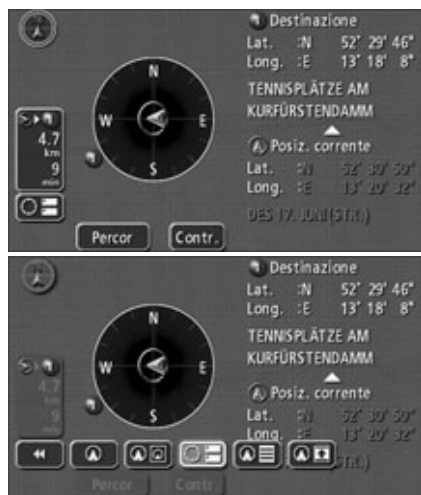 Destinazione
Lat. :N 52° 29' 46"
Long. :E 13° 18' 8"
TENNISPLÄTZE AM
KURFÜRSTENDAMM
Posiz. corrente
Lat. :N 52° 30' 50"
Long. :E 13° 20' 32"
DES 17. JUNI(STR.)
N
W E
S
4.7
km
9
min
Percor Contr.
Destinazione
Lat. :N 52° 29' 46"
Long. :E 13° 18' 8"
TENNISPLÄTZE AM
KURFÜRSTENDAMM
Posiz. corrente
Lat. :N 52° 30' 50"
Long. :E 13° 20' 32"
STR.)
N
W E
S
4.7
km
9
min
Percor Contr.